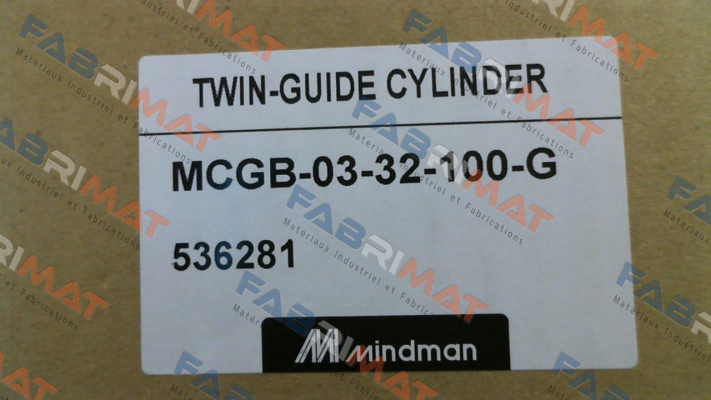 TWIN-GUIDE CYLINDER
MCGB-03-32-100-G
536281
mindman
FABRIMAT
Materiaux Industriel et Fabrications